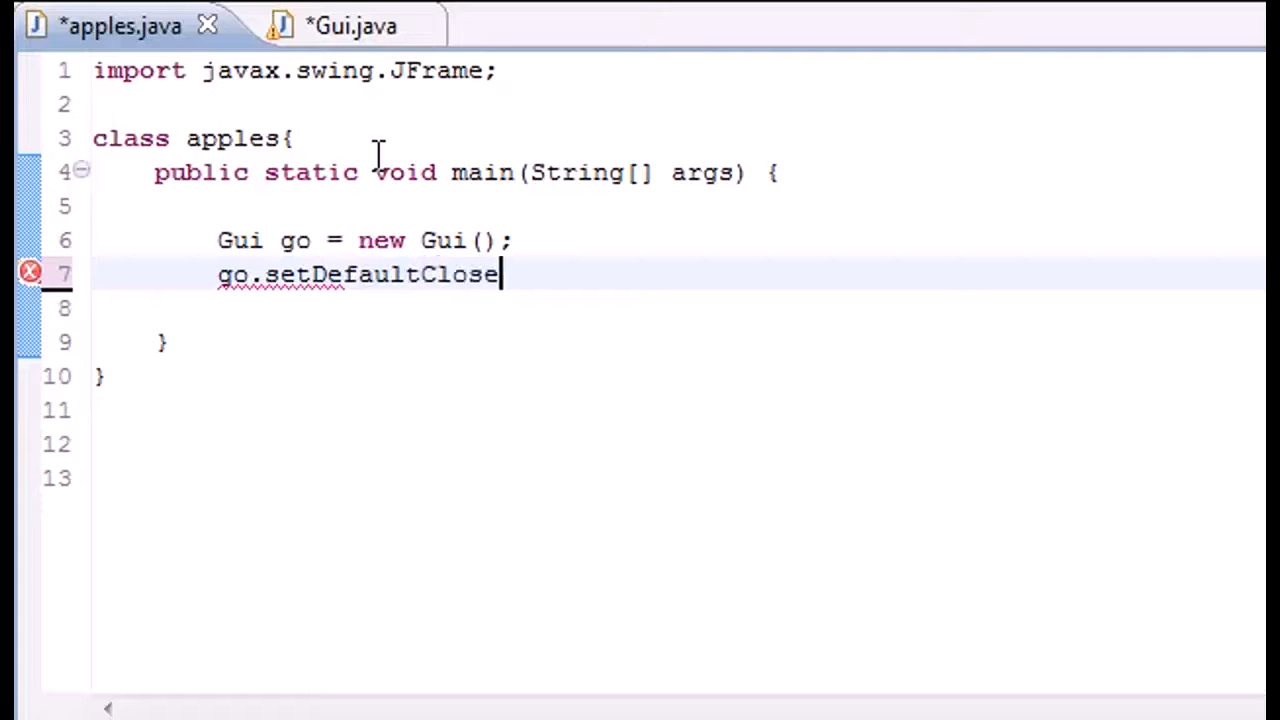 *apples.java *Gui.java
1 import javax.swing.JFrame;
2
3 class apples{
4 public static void main(String[] args) {
5
6 Gui go = new Gui();
7 go.setDefaultClose
8
9 }
10 }
11
12
13